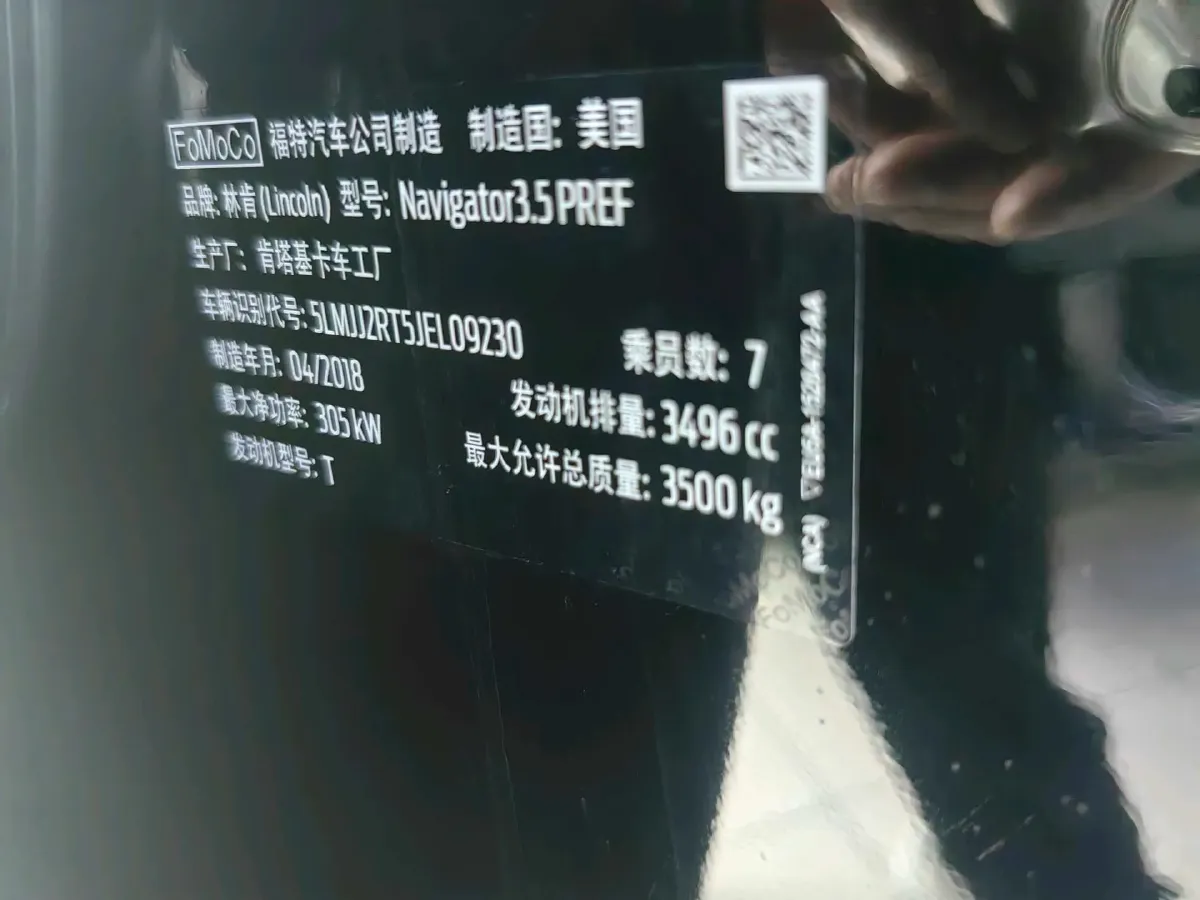 FoMoCo 福特汽车公司制造 制造国: 美国
品牌: 林肯 (Lincoln) 型号: Navigator3.5 PREF
生产厂: 肯塔基卡车工厂
车辆识别代号: 5LMJJ2RT5JEL09230
乘员数: 7
制造年月: 04/2018
发动机排量: 3496 cc
最大净功率: 305 kW
最大允许总质量: 3500 kg
发动机型号: T
FoMoCo